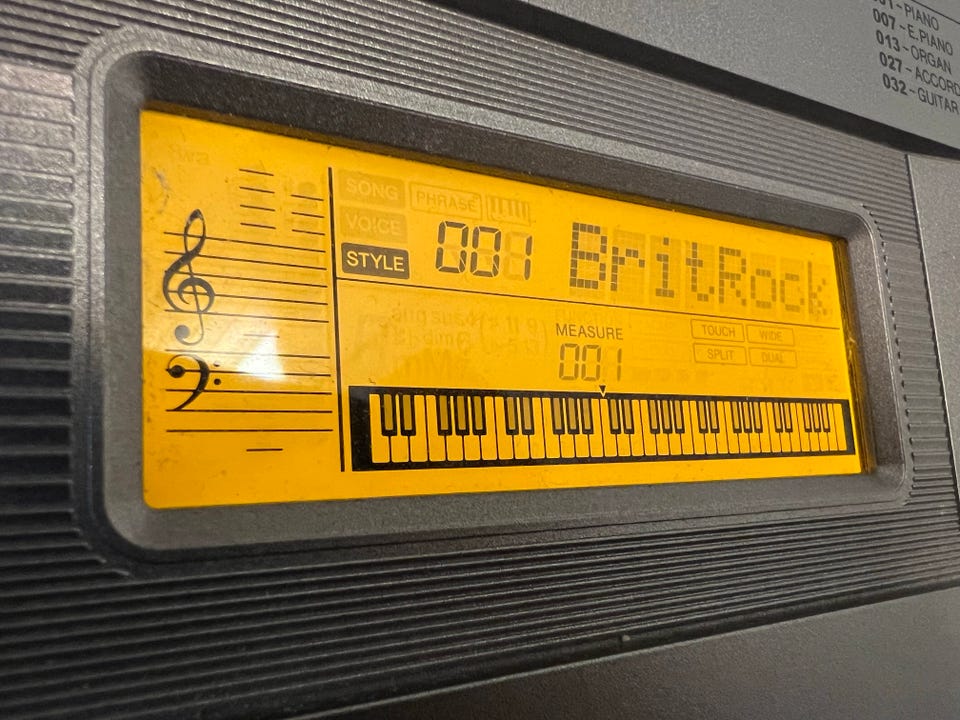 001 - PIANO
007 - E.PIANO
013 - ORGAN
027 - ACCORD
032 - GUITAR
8va
SONG PHRASE
VOICE
STYLE 001 BritRock
MEASURE
001
TOUCH WIDE
SPLIT DUAL